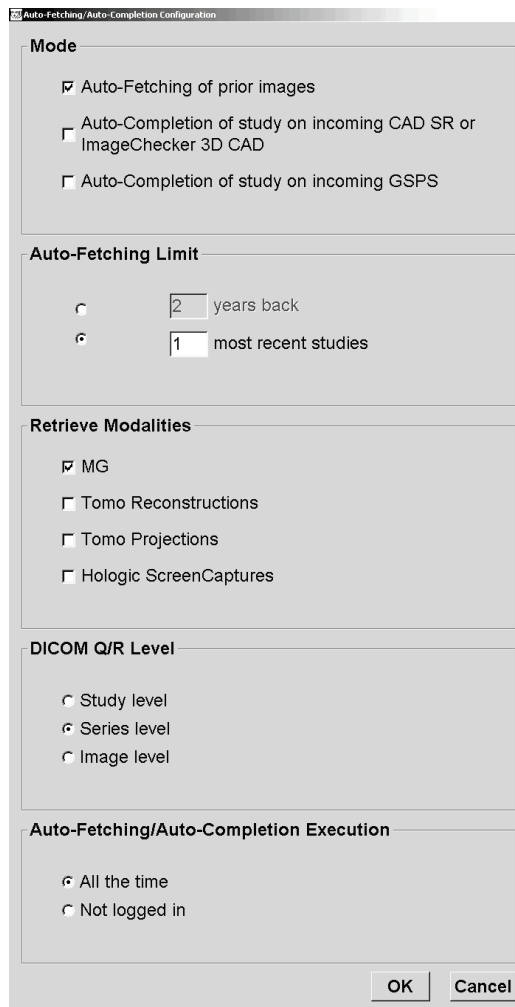 Auto-Fetching/Auto-Completion Configuration
Mode
Auto-Fetching of prior images
Auto-Completion of study on incoming CAD SR or
ImageChecker 3D CAD
Auto-Completion of study on incoming GSPS
Auto-Fetching Limit
2 years back
1 most recent studies
Retrieve Modalities
MG
Tomo Reconstructions
Tomo Projections
Hologic ScreenCaptures
DICOM Q/R Level
Study level
Series level
Image level
Auto-Fetching/Auto-Completion Execution
All the time
Not logged in
OK Cancel